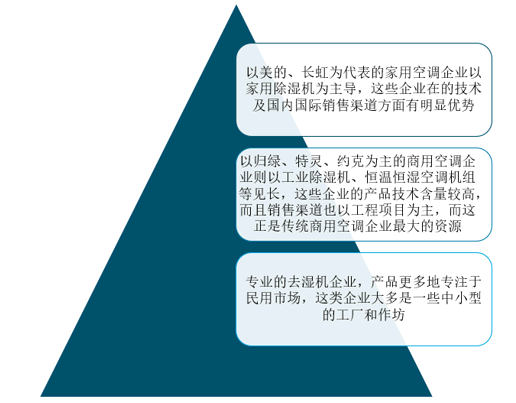 以美的、长虹为代表的家用空调企业以
家用除湿机为主导，这些企业在的技术
及国内国际销售渠道方面有明显优势
以归绿、特灵、约克为主的商用空调企
业则以工业除湿机、恒温恒湿空调机组
等见长，这些企业的产品技术含量较高，
而且销售渠道也以工程项目为主，而这
正是传统商用空调企业最大的资源
专业的去湿机企业，产品更多地专注于
民用市场，这类企业大多是一些中小型
的工厂和作坊